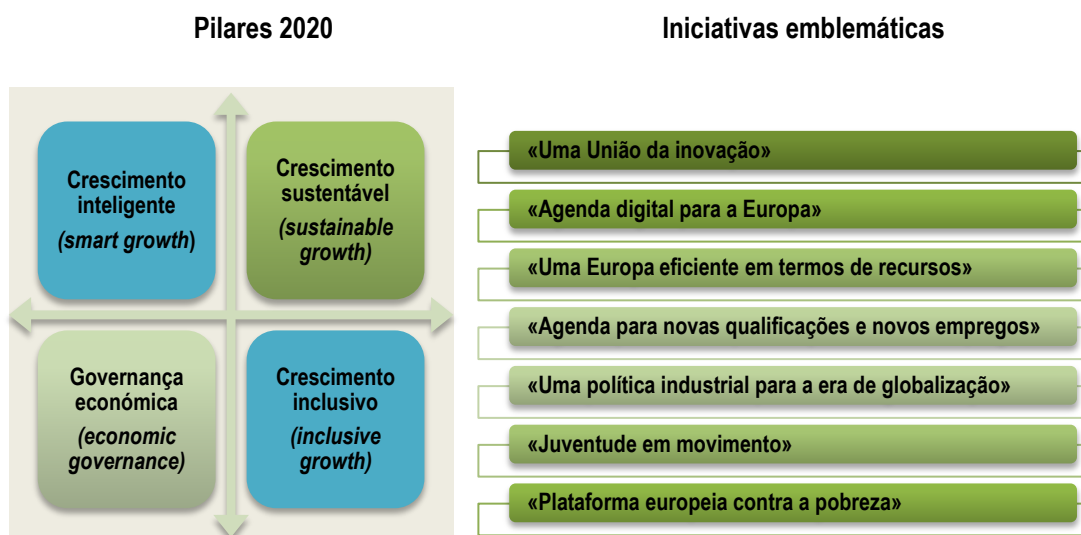 Pilares 2020
Iniciativas emblemáticas
Crescimento
inteligente
(smart growth)
Crescimento
sustentável
(sustainable
growth)
Governança
económica
(economic
governance)
Crescimento
inclusivo
(inclusive
growth)
«Uma União da inovação»
«Agenda digital para a Europa»
«Uma Europa eficiente em termos de recursos»
«Agenda para novas qualificações e novos empregos»
«Uma política industrial para a era de globalização»
«Juventude em movimento»
«Plataforma europeia contra a pobreza»